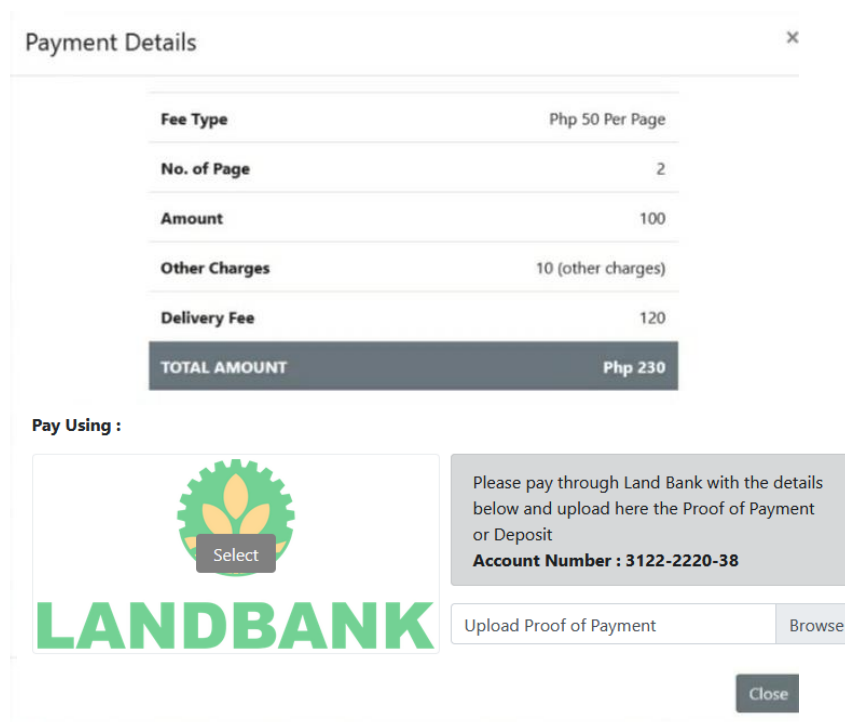 Payment Details ×
Fee Type Php 50 Per Page
No. of Page 2
Amount 100
Other Charges 10 (other charges)
Delivery Fee 120
TOTAL AMOUNT Php 230
Pay Using :
Select
LANDBANK
Please pay through Land Bank with the details
below and upload here the Proof of Payment
or Deposit
Account Number : 3122-2220-38
Upload Proof of Payment Browse
Close